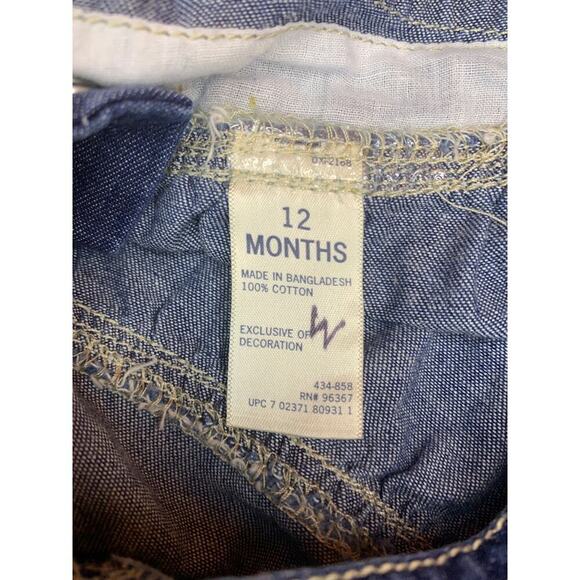 12
MONTHS
MADE IN BANGLADESH
100% COTTON
EXCLUSIVE OF W
DECORATION
434-858
RN# 96367
UPC 7 02371 80931 1